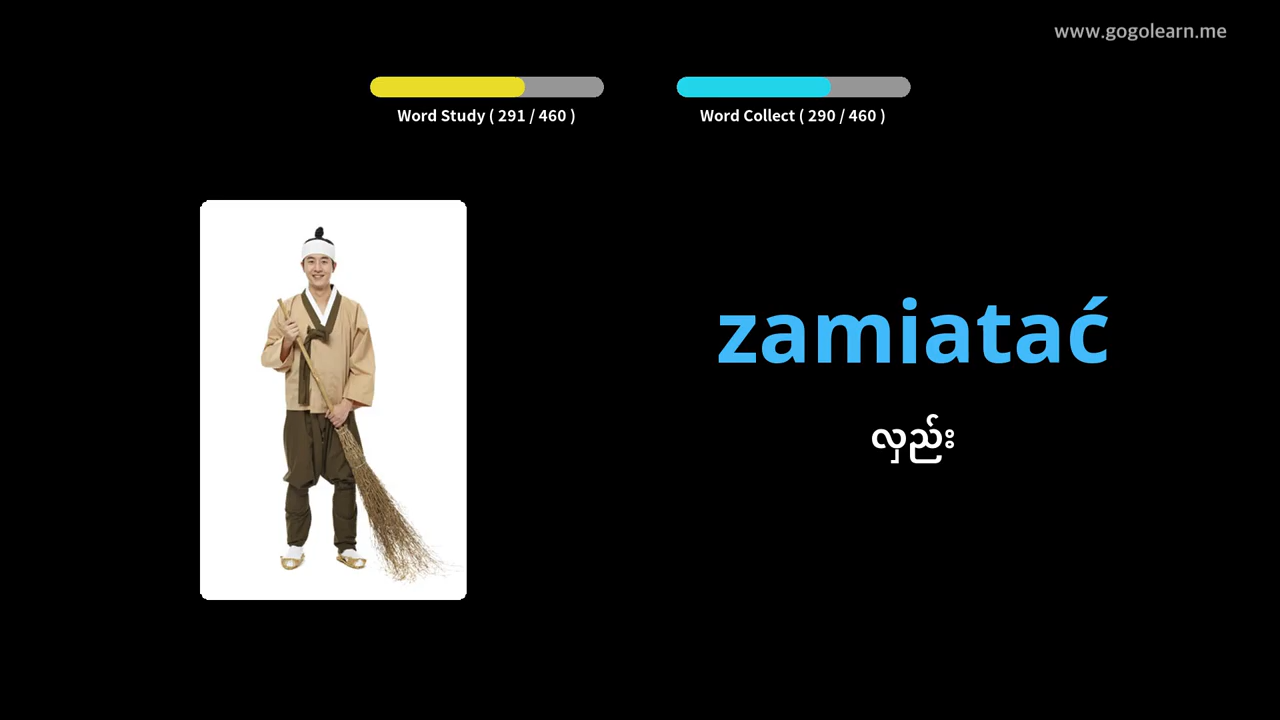 www.gogolearn.me
Word Study ( 291 / 460 )
Word Collect ( 290 / 460 )
zamiatać
လှည်း